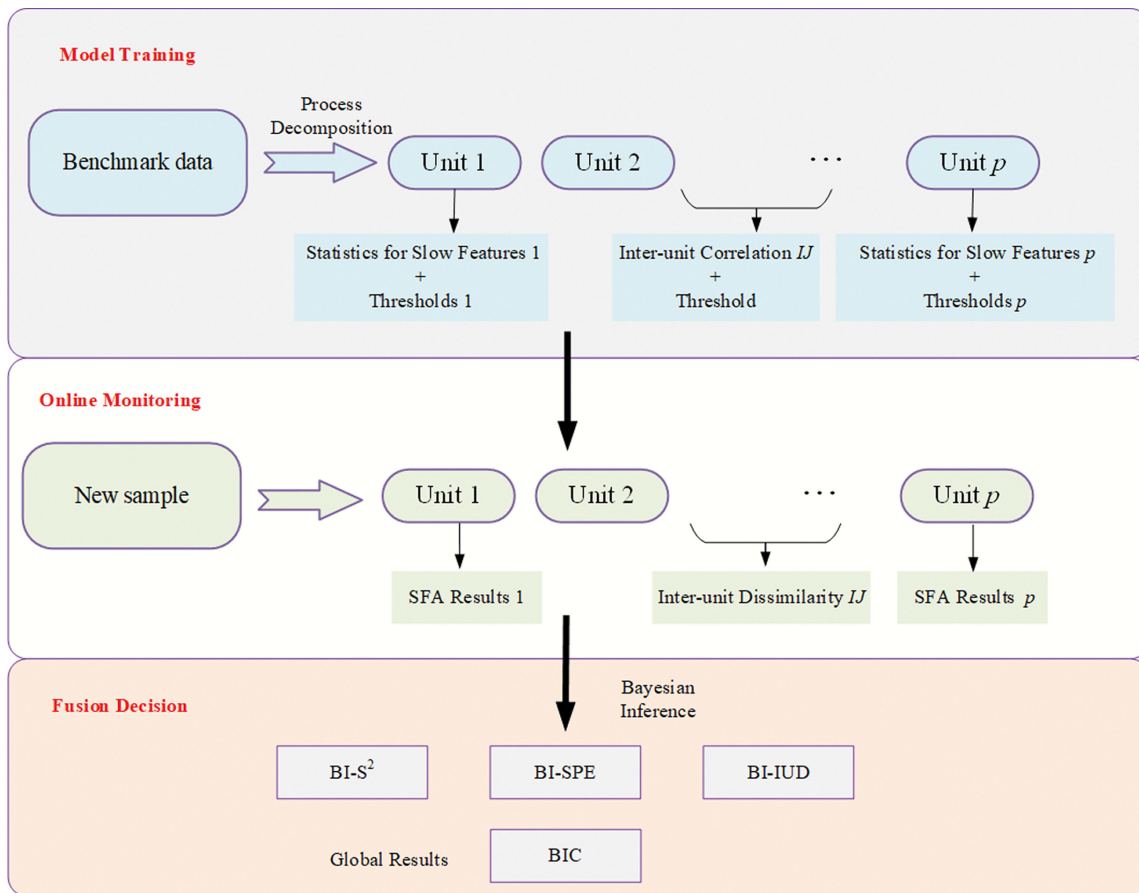 Model Training
Process
Decomposition
Benchmark data
Unit 1
Unit 2
...
Unit p
Statistics for Slow Features 1
+
Thresholds 1
Inter-unit Correlation IJ
+
Threshold
Statistics for Slow Features p
+
Thresholds p
Online Monitoring
New sample
Unit 1
Unit 2
...
Unit p
SFA Results 1
Inter-unit Dissimilarity IJ
SFA Results p
Fusion Decision
Bayesian
Inference
BI-S²
BI-SPE
BI-IUD
Global Results
BIC